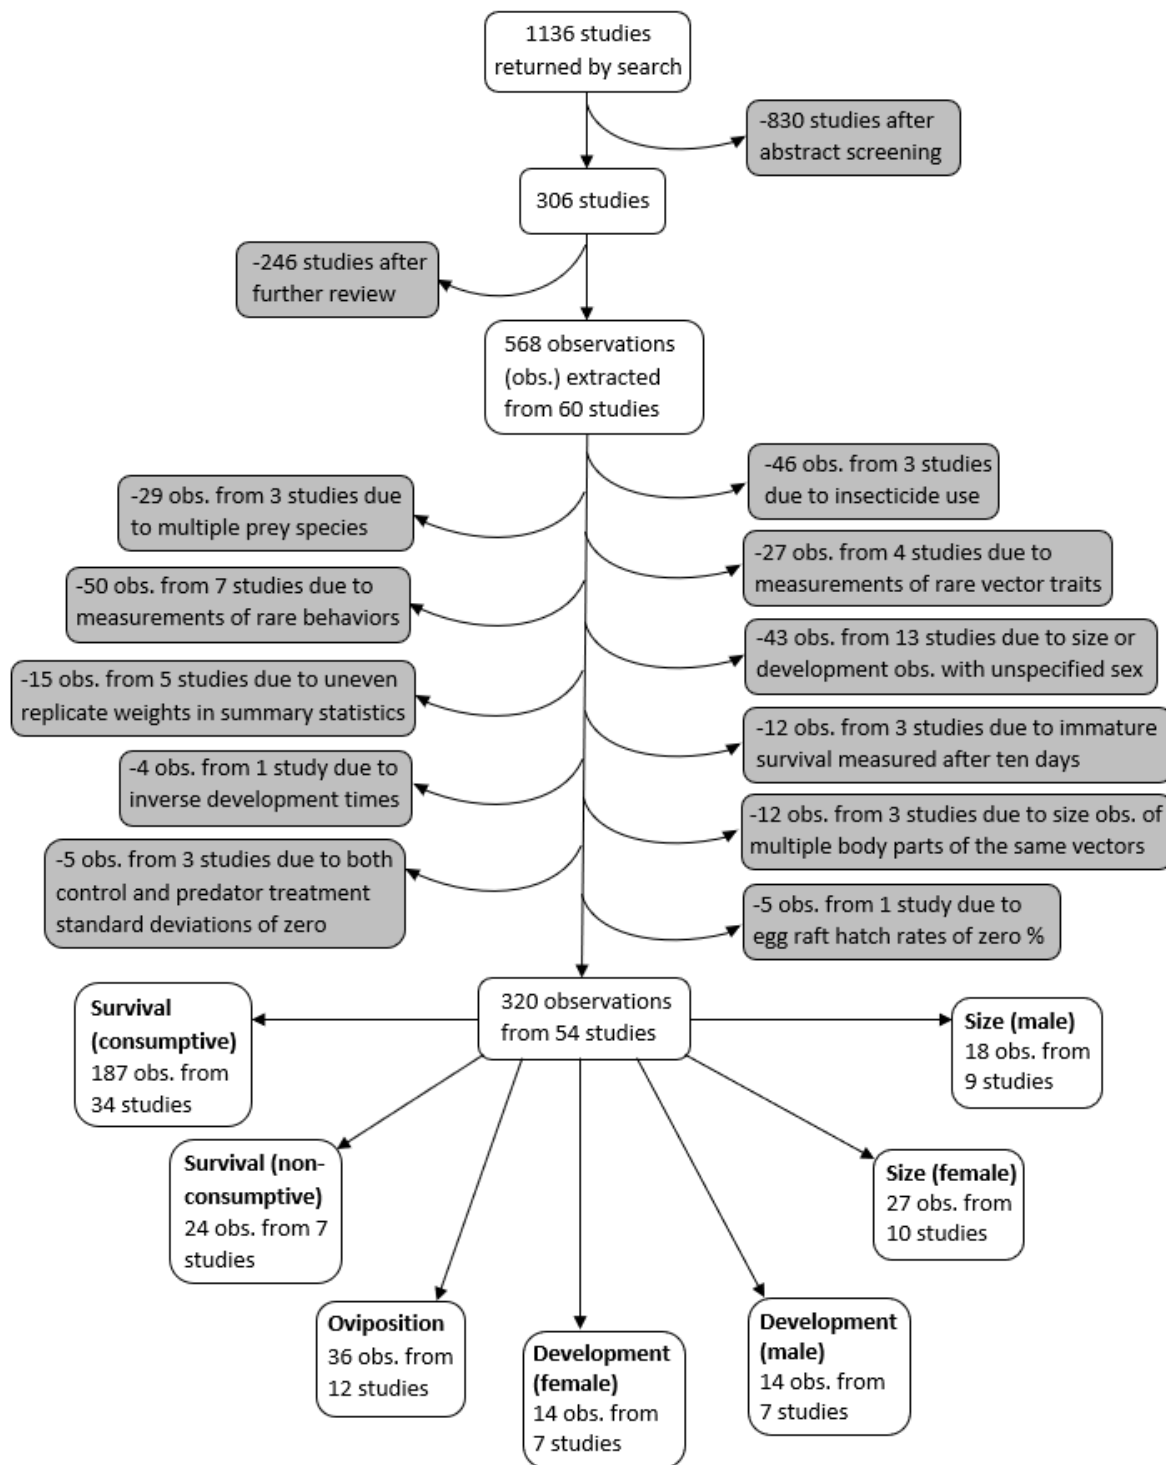 1136 studies
returned by search
-830 studies after
abstract screening
306 studies
-246 studies after
further review
568 observations
(obs.) extracted
from 60 studies
-46 obs. from 3 studies
due to insecticide use
-29 obs. from 3 studies due
to multiple prey species
-27 obs. from 4 studies due to
measurements of rare vector traits
-50 obs. from 7 studies due to
measurements of rare behaviors
-43 obs. from 13 studies due to size or
development obs. with unspecified sex
-15 obs. from 5 studies due to uneven
replicate weights in summary statistics
-12 obs. from 3 studies due to immature
survival measured after ten days
-4 obs. from 1 study due to
inverse development times
-12 obs. from 3 studies due to size obs. of
multiple body parts of the same vectors
-5 obs. from 3 studies due to both
control and predator treatment
standard deviations of zero
-5 obs. from 1 study due to
egg raft hatch rates of zero %
320 observations
from 54 studies
Survival
(consumptive)
187 obs. from
34 studies
Survival (non-
consumptive)
24 obs. from 7
studies
Oviposition
36 obs. from
12 studies
Development
(female)
14 obs. from
7 studies
Development
(male)
14 obs. from
7 studies
Size (female)
27 obs. from
10 studies
Size (male)
18 obs. from
9 studies